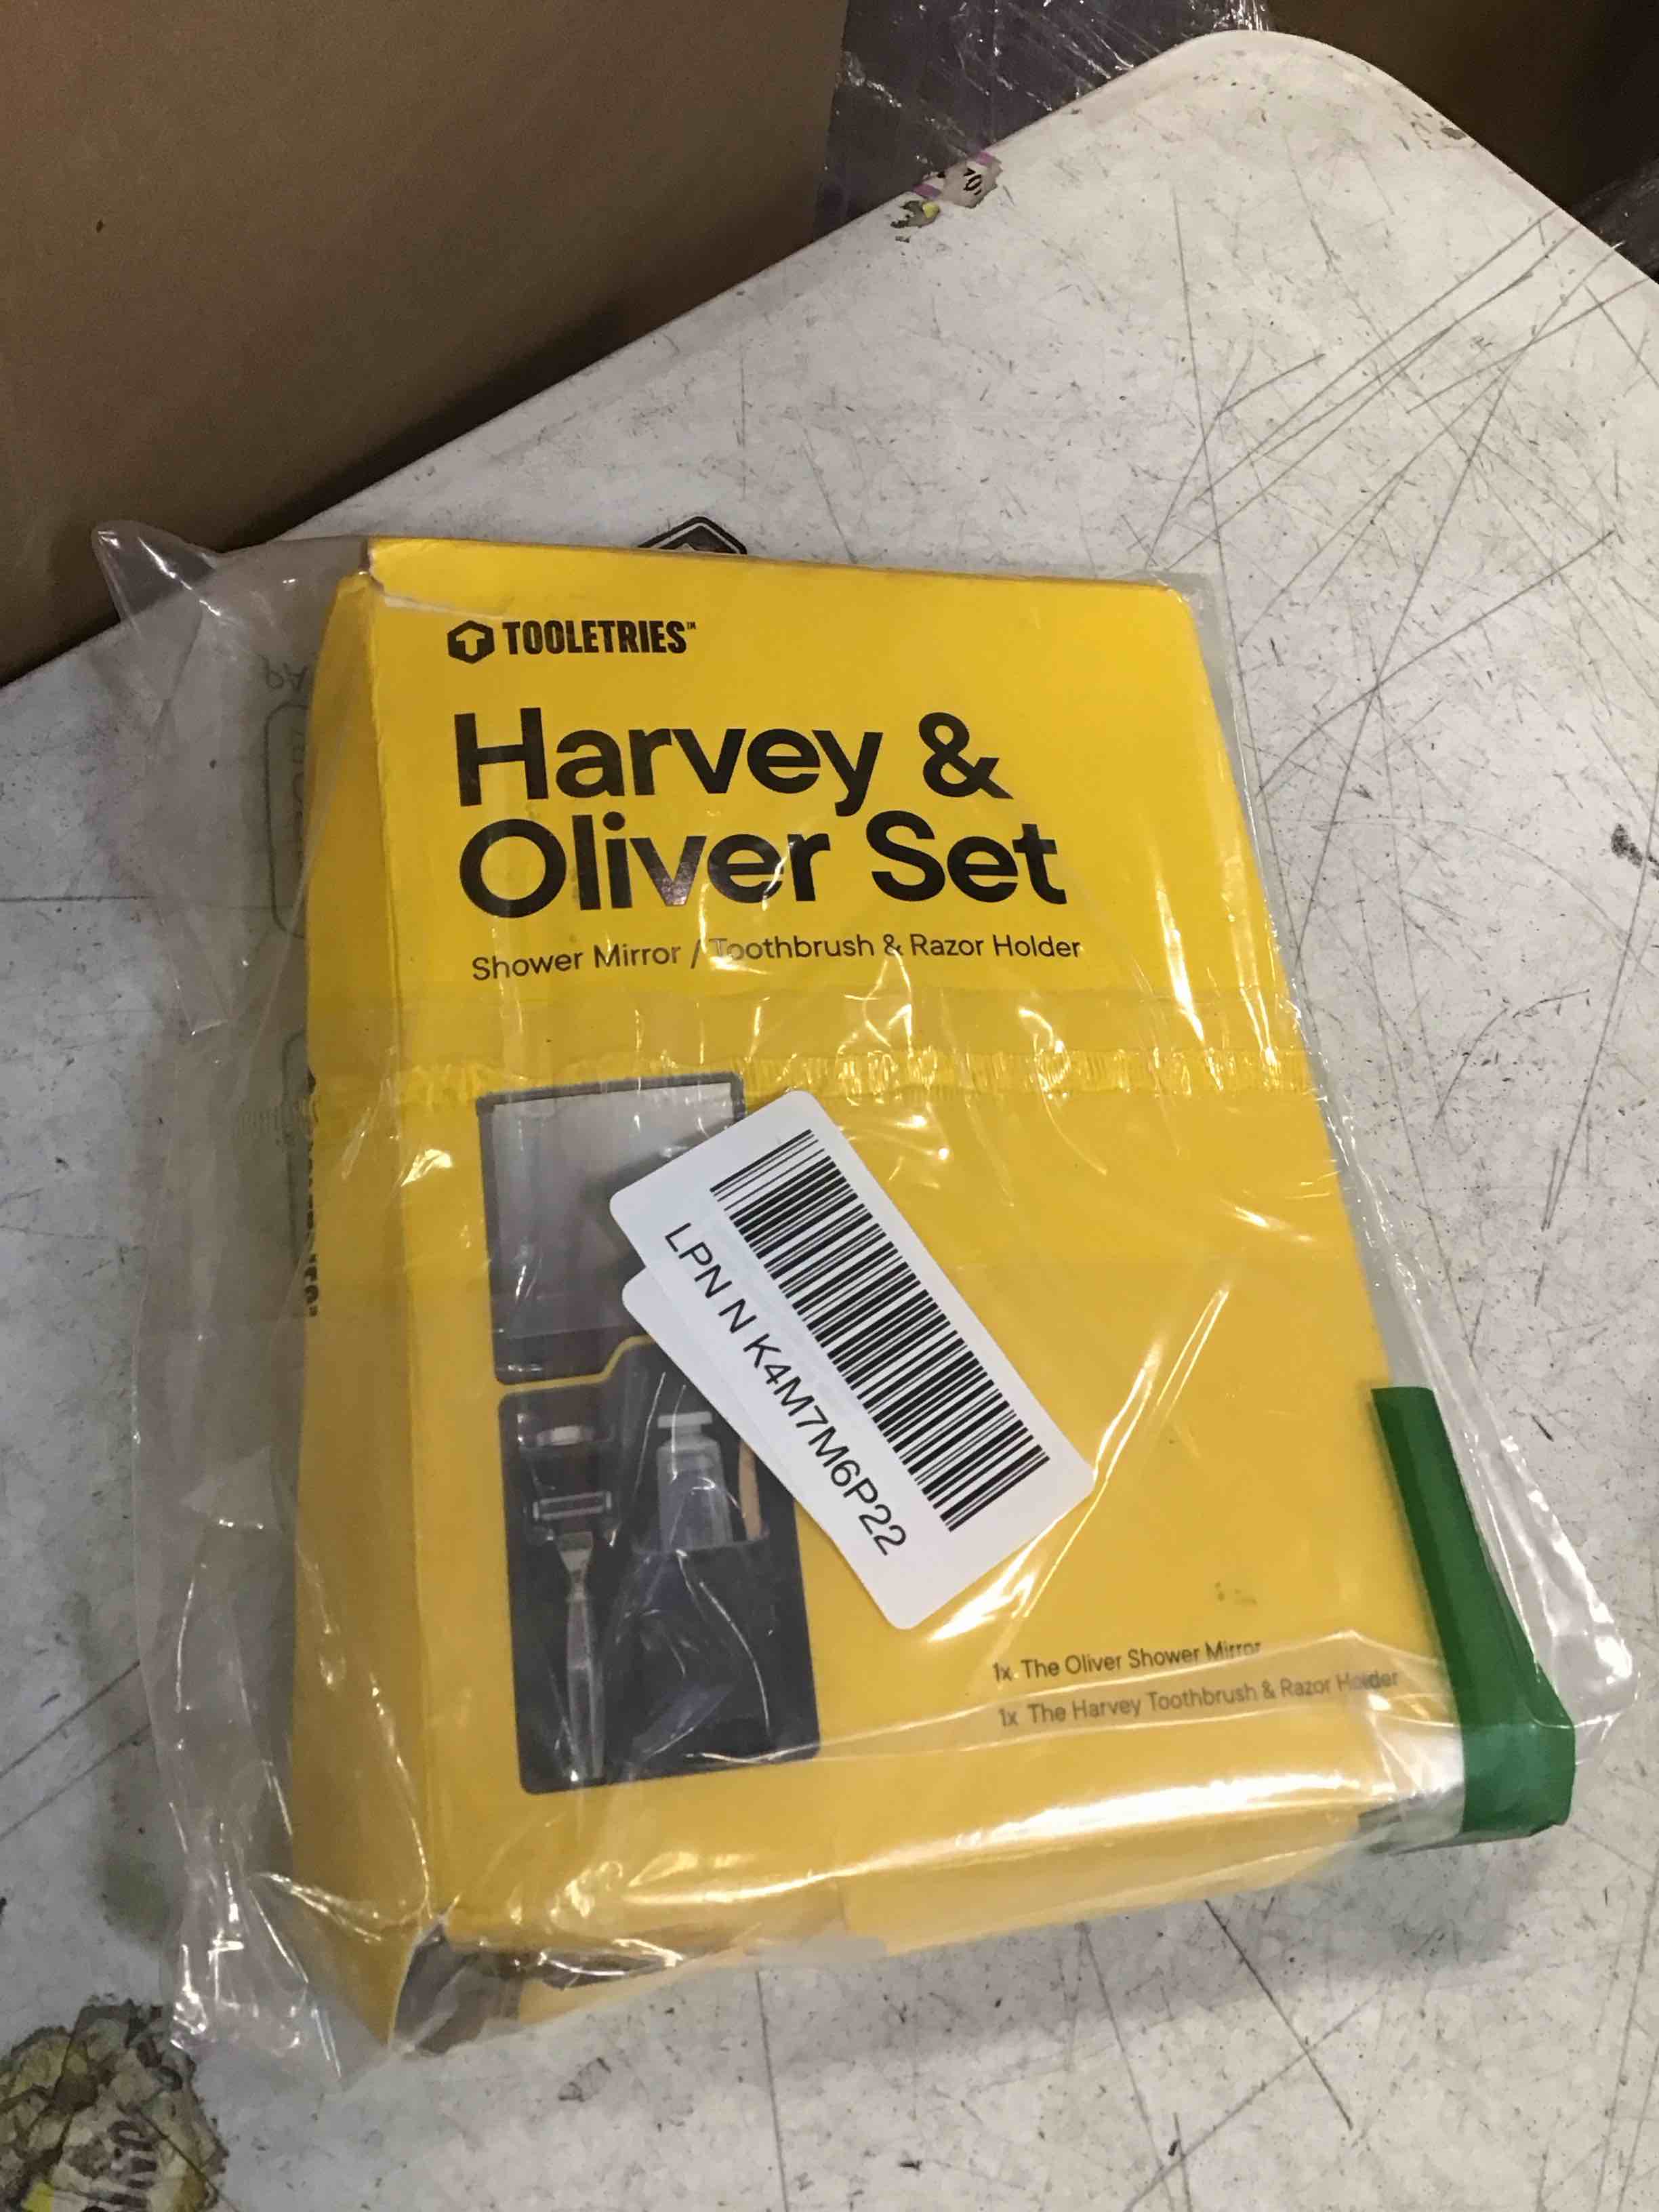 TOOLETRIES™
Harvey &
Oliver Set
Shower Mirror / Toothbrush & Razor Holder
LPN N K4M7M6P22
1x The Oliver Shower Mirror
1x The Harvey Toothbrush & Razor Holder